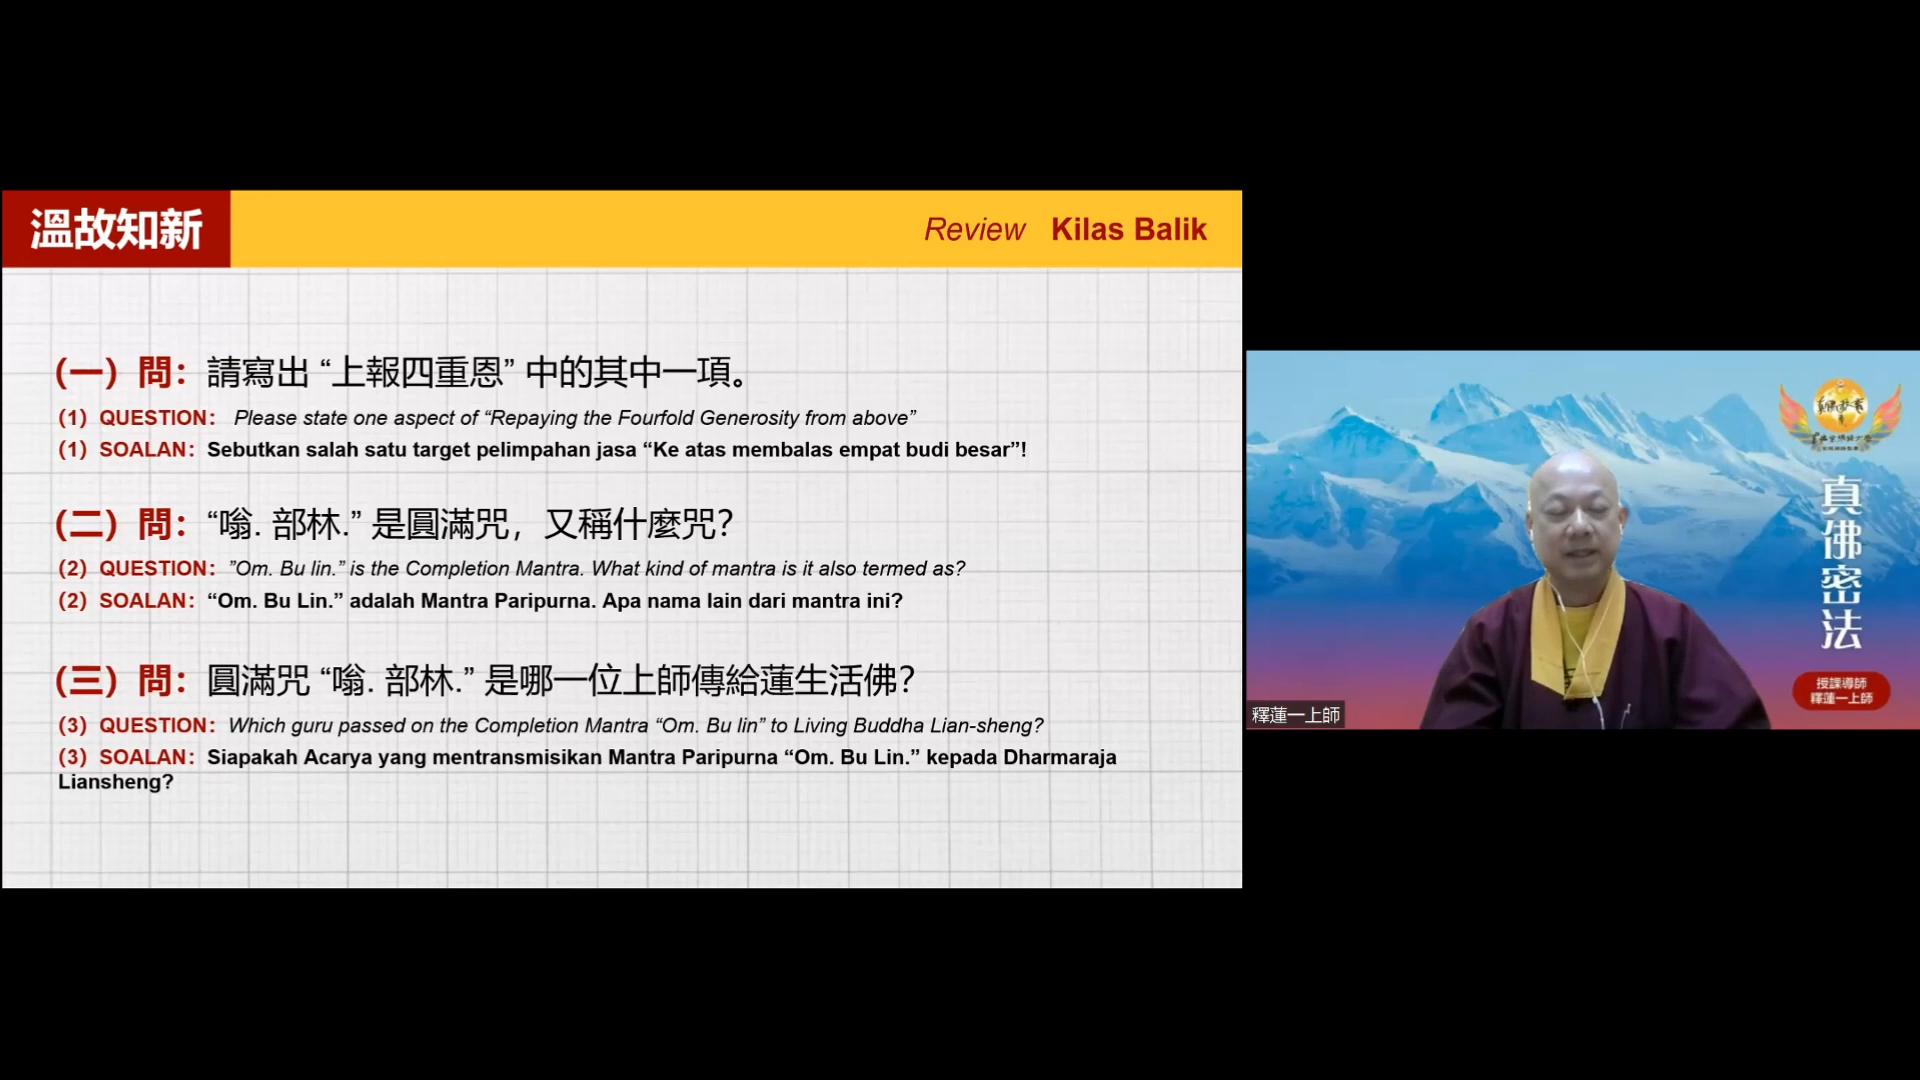 溫故知新
Review Kilas Balik
(一) 問：請寫出 “上報四重恩” 中的其中一項。
(1) QUESTION: Please state one aspect of “Repaying the Fourfold Generosity from above”
(1) SOALAN: Sebutkan salah satu target pelimpahan jasa “Ke atas membalas empat budi besar”!
(二) 問：“嗡. 部林.” 是圓滿咒，又稱什麼咒？
(2) QUESTION: ”Om. Bu lin.” is the Completion Mantra. What kind of mantra is it also termed as?
(2) SOALAN: “Om. Bu Lin.” adalah Mantra Paripurna. Apa nama lain dari mantra ini?
(三) 問：圓滿咒 “嗡. 部林.” 是哪一位上師傳給蓮生活佛？
(3) QUESTION: Which guru passed on the Completion Mantra “Om. Bu lin” to Living Buddha Lian-sheng?
(3) SOALAN: Siapakah Acarya yang mentransmisikan Mantra Paripurna “Om. Bu Lin.” kepada Dharmaraja
Liansheng?
真佛密法
授課導師
釋蓮一上師
釋蓮一上師